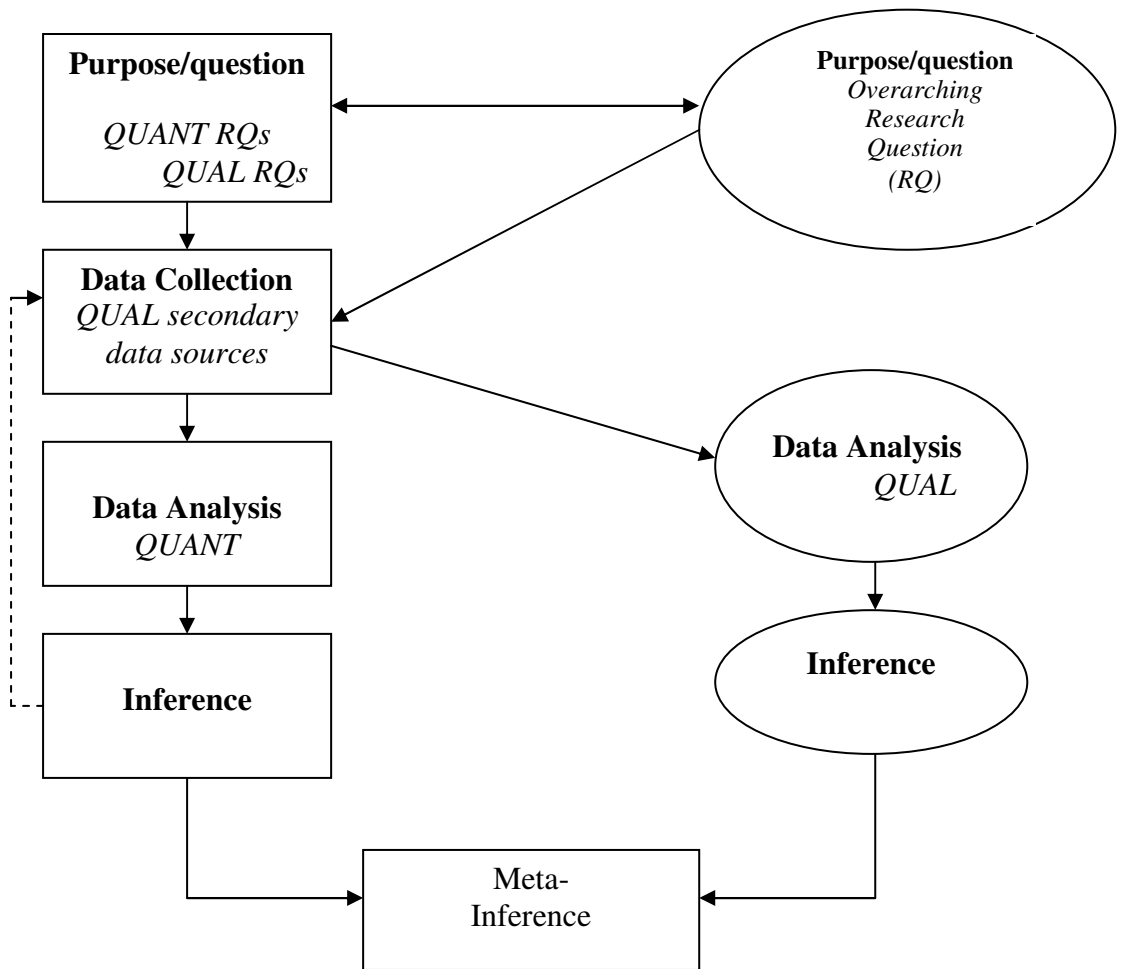 Purpose/question
QUANT RQs
QUAL RQs
Purpose/question
Overarching
Research
Question
(RQ)
Data Collection
QUAL secondary
data sources
Data Analysis
QUANT
Data Analysis
QUAL
Inference
Inference
Meta-
Inference